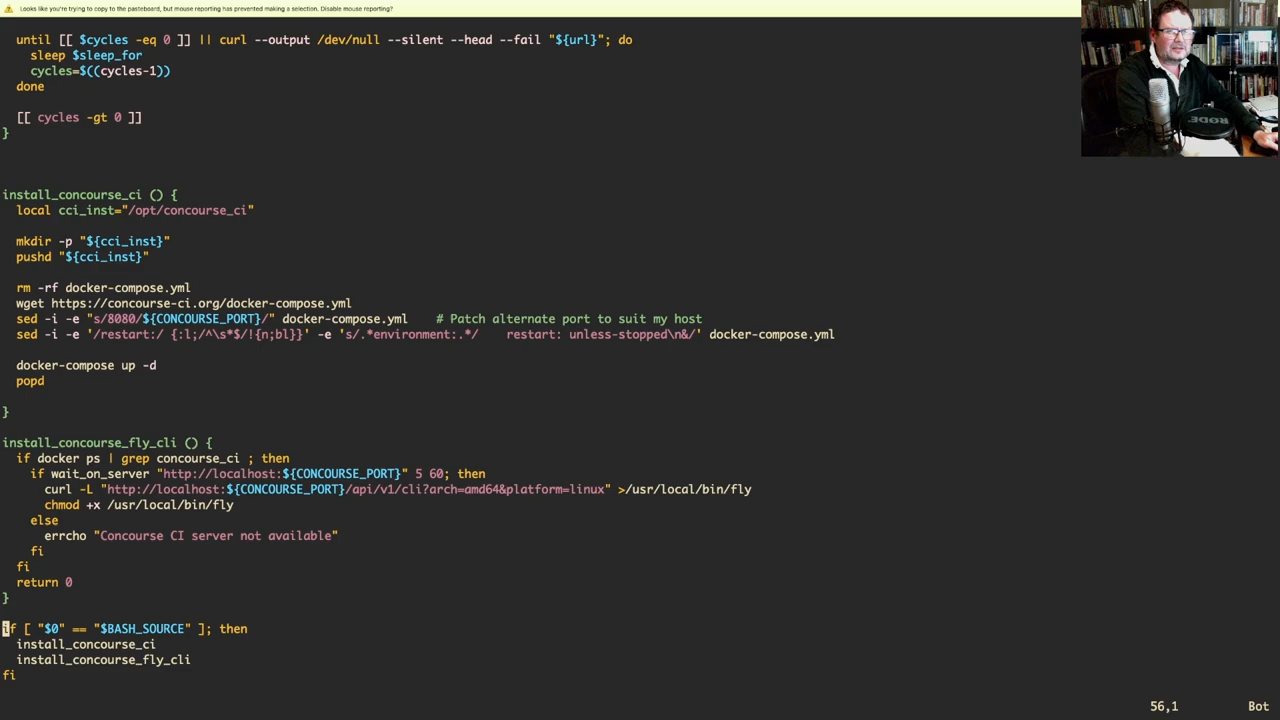 Looks like you're trying to copy to the pasteboard, but mouse reporting has prevented making a selection. Disable mouse reporting?
until [[ $cycles -eq 0 ]] || curl --output /dev/null --silent --head --fail "${url}"; do
sleep $sleep_for
cycles=$((cycles-1))
done
[[ cycles -gt 0 ]]
}
install_concourse_ci () {
local cci_inst="/opt/concourse_ci"
mkdir -p "${cci_inst}"
pushd "${cci_inst}"
rm -rf docker-compose.yml
wget https://concourse-ci.org/docker-compose.yml
sed -i -e "s/8080/${CONCOURSE_PORT}/" docker-compose.yml # Patch alternate port to suit my host
sed -i -e '/restart:/ {:l;/^\s*$/!{n;bl}}' -e 's/.*environment:.*/ restart: unless-stopped\n&/' docker-compose.yml
docker-compose up -d
popd
}
install_concourse_fly_cli () {
if docker ps | grep concourse_ci ; then
if wait_on_server "http://localhost:${CONCOURSE_PORT}" 5 60; then
curl -L "http://localhost:${CONCOURSE_PORT}/api/v1/cli?arch=amd64&platform=linux" >/usr/local/bin/fly
chmod +x /usr/local/bin/fly
else
errcho "Concourse CI server not available"
fi
fi
return 0
}
if [ "$0" == "$BASH_SOURCE" ]; then
install_concourse_ci
install_concourse_fly_cli
fi
56,1 Bot
RODE